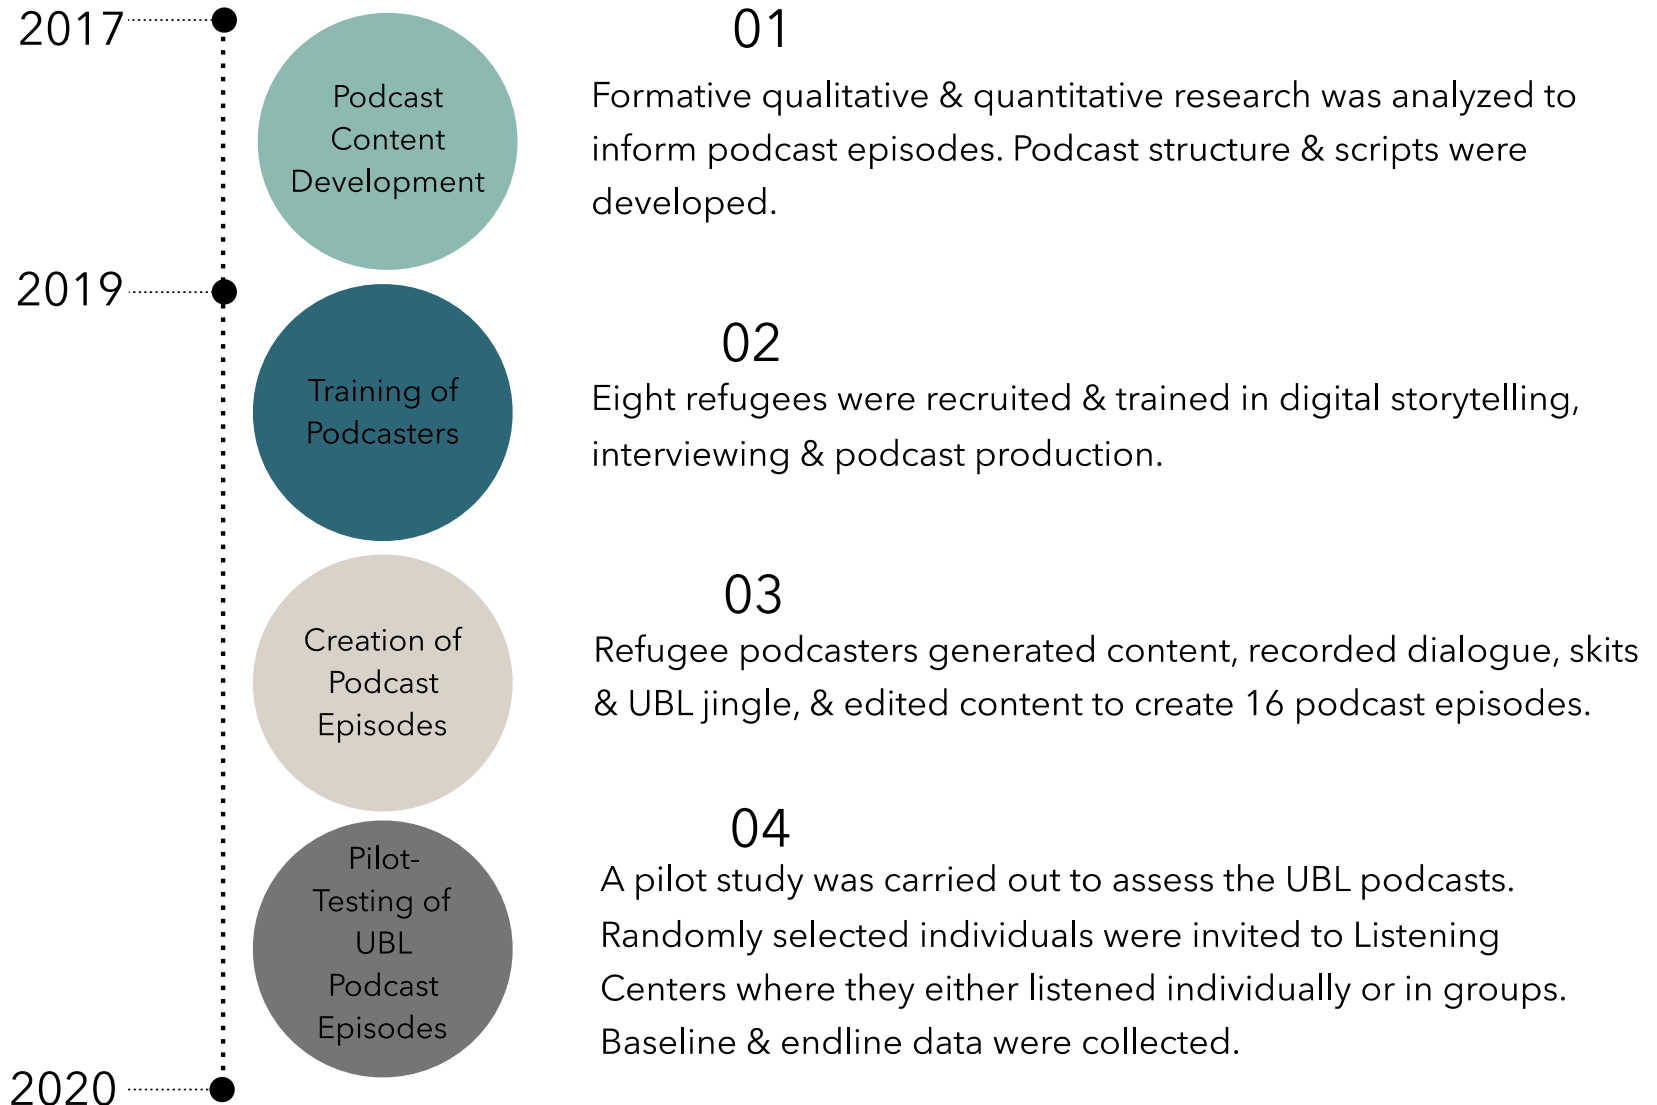 2017
Podcast
Content
Development
01
Formative qualitative & quantitative research was analyzed to
inform podcast episodes. Podcast structure & scripts were
developed.
2019
Training of
Podcasters
02
Eight refugees were recruited & trained in digital storytelling,
interviewing & podcast production.
Creation of
Podcast
Episodes
03
Refugee podcasters generated content, recorded dialogue, skits
& UBL jingle, & edited content to create 16 podcast episodes.
Pilot-
Testing of
UBL
Podcast
Episodes
04
A pilot study was carried out to assess the UBL podcasts.
Randomly selected individuals were invited to Listening
Centers where they either listened individually or in groups.
Baseline & endline data were collected.
2020